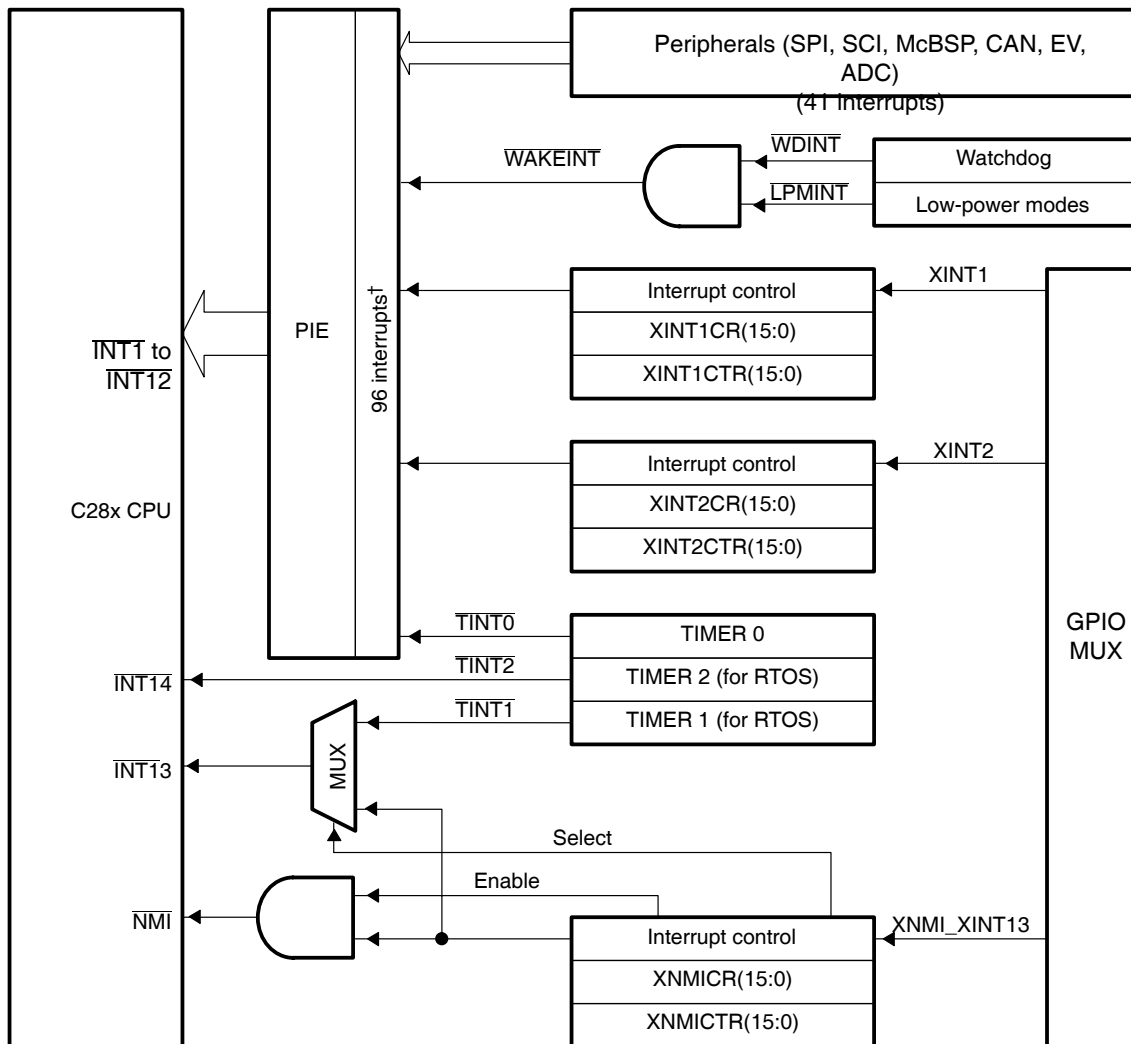 Peripherals (SPI, SCI, McBSP, CAN, EV,
ADC)
(41 Interrupts)
WDINT
WAKEINT
Watchdog
LPMINT
Low-power modes
XINT1
Interrupt control
XINT1CR(15:0)
XINT1CTR(15:0)
PIE
96 interrupts†
INT1 to
INT12
XINT2
Interrupt control
XINT2CR(15:0)
XINT2CTR(15:0)
C28x CPU
GPIO
MUX
TINT0
TIMER 0
TINT2
TIMER 2 (for RTOS)
INT14
TINT1
TIMER 1 (for RTOS)
MUX
INT13
Select
Enable
NMI
XNMI_XINT13
Interrupt control
XNMICR(15:0)
XNMICTR(15:0)